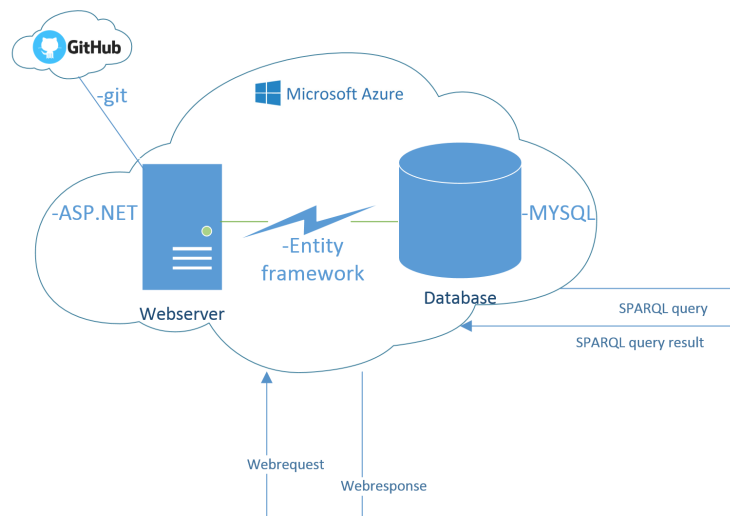 GitHub
-git
Microsoft Azure
-ASP.NET
-MYSQL
-Entity
framework
Webserver
Database
SPARQL query
SPARQL query result
Webrequest
Webresponse